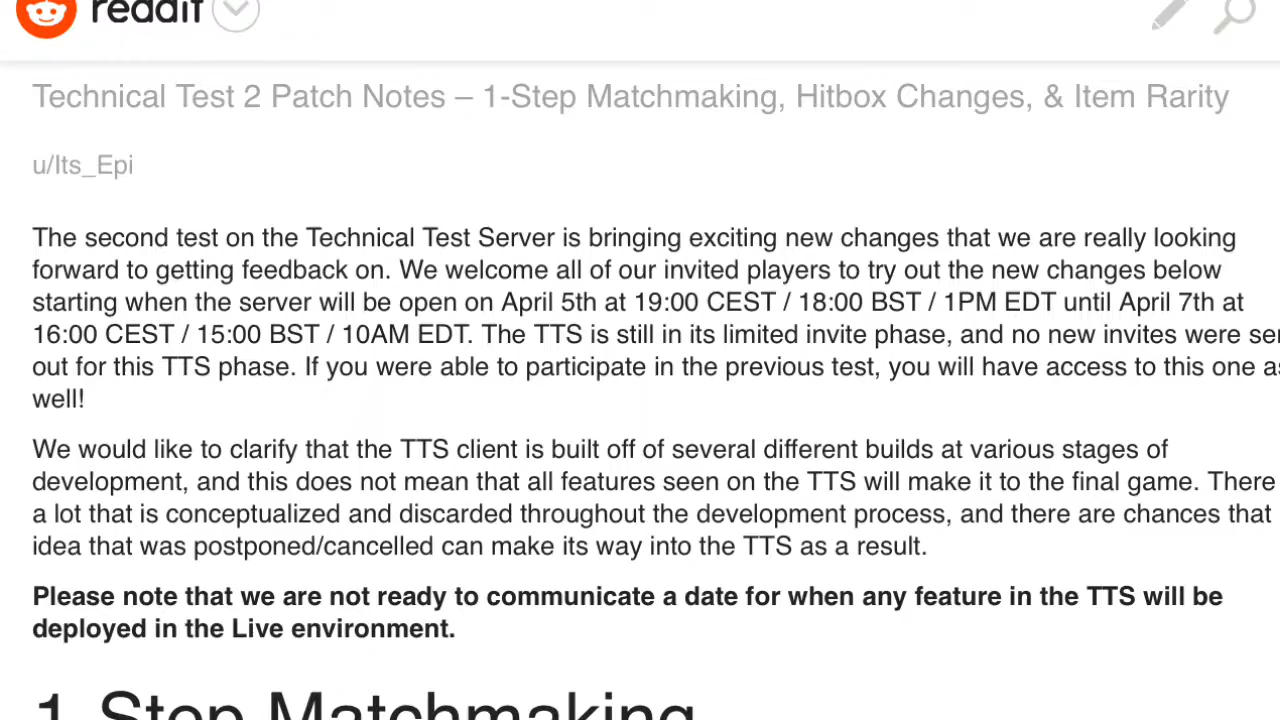 reddit
Technical Test 2 Patch Notes – 1-Step Matchmaking, Hitbox Changes, & Item Rarity
u/Its_Epi
The second test on the Technical Test Server is bringing exciting new changes that we are really looking
forward to getting feedback on. We welcome all of our invited players to try out the new changes below
starting when the server will be open on April 5th at 19:00 CEST / 18:00 BST / 1PM EDT until April 7th at
16:00 CEST / 15:00 BST / 10AM EDT. The TTS is still in its limited invite phase, and no new invites were
out for this TTS phase. If you were able to participate in the previous test, you will have access to this one as
well!
We would like to clarify that the TTS client is built off of several different builds at various stages of
development, and this does not mean that all features seen on the TTS will make it to the final game. There
a lot that is conceptualized and discarded throughout the development process, and there are chances that
idea that was postponed/cancelled can make its way into the TTS as a result.
Please note that we are not ready to communicate a date for when any feature in the TTS will be
deployed in the Live environment.
1-Step Matchmaking